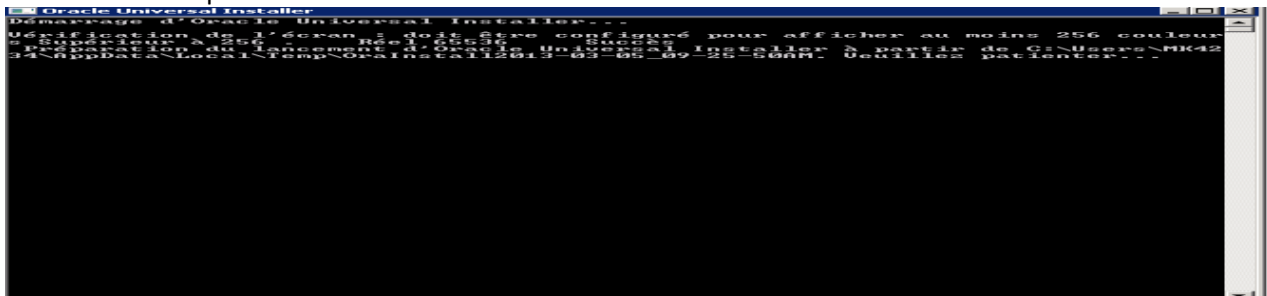 Oracle Universal Installer
Démarrage d'Oracle Universal Installer...
Vérification de l'écran : doit être configuré pour afficher au moins 256 couleur
s Supérieur à 256 . Réel 65536 Succès
Préparation du lancement d'Oracle Universal Installer à partir de C:\Users\MK42
34\AppData\Local\Temp\OraInstall2013-03-05_09-25-50AM. Veuillez patienter...